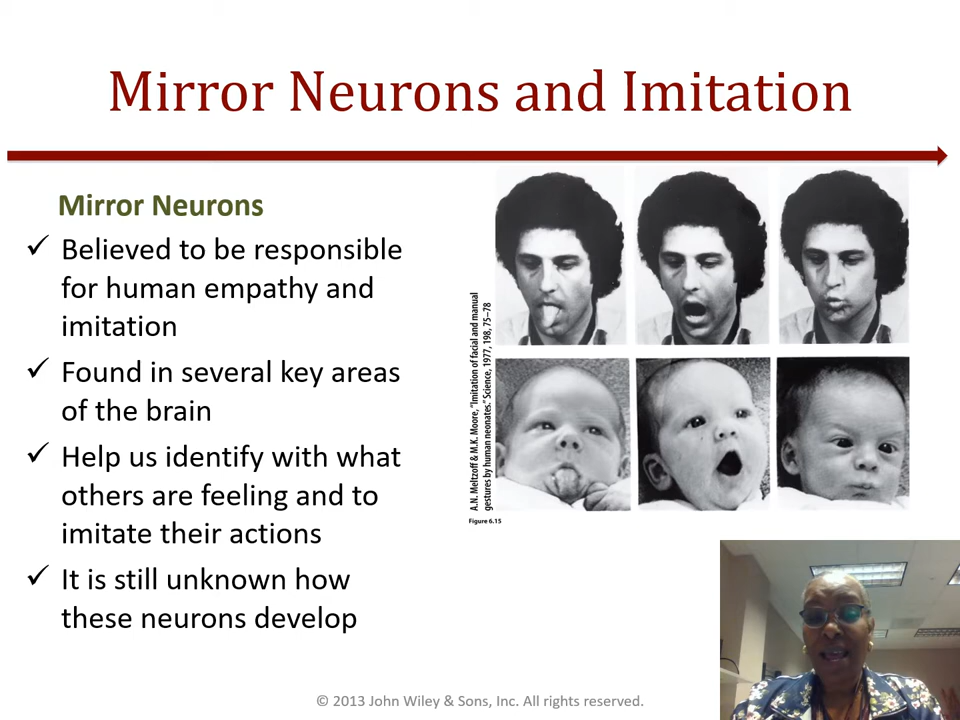 Mirror Neurons and Imitation
Mirror Neurons
✓ Believed to be responsible
for human empathy and
imitation
✓ Found in several key areas
of the brain
✓ Help us identify with what
others are feeling and to
imitate their actions
✓ It is still unknown how
these neurons develop
A.N. Meltzoff & M.K. Moore, "Imitation of facial and manual
gestures by human neonates." Science, 1977, 198, 75–78
Figure 6.15
© 2013 John Wiley & Sons, Inc. All rights reserved.